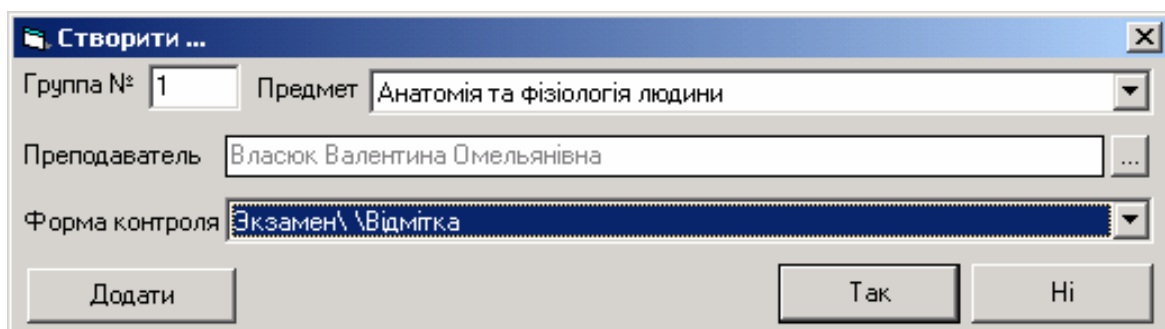 Створити ...
Группа № 1 Предмет Анатомія та фізіологія людини
Преподаватель Власюк Валентина Омельянівна ...
Форма контроля Экзамен\ \Відмітка
Додати Так Ні